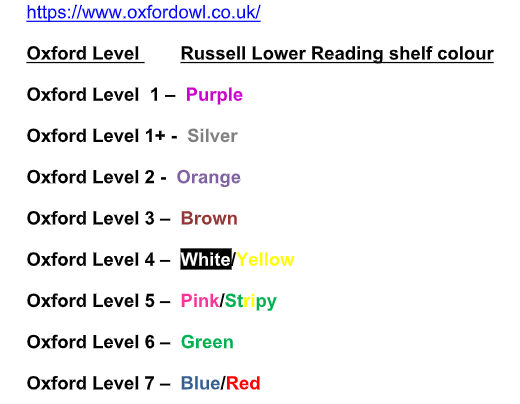 https://www.oxfordowl.co.uk/
Oxford Level Russell Lower Reading shelf colour
Oxford Level 1 – Purple
Oxford Level 1+ - Silver
Oxford Level 2 - Orange
Oxford Level 3 – Brown
Oxford Level 4 – White/Yellow
Oxford Level 5 – Pink/Stripy
Oxford Level 6 – Green
Oxford Level 7 – Blue/Red